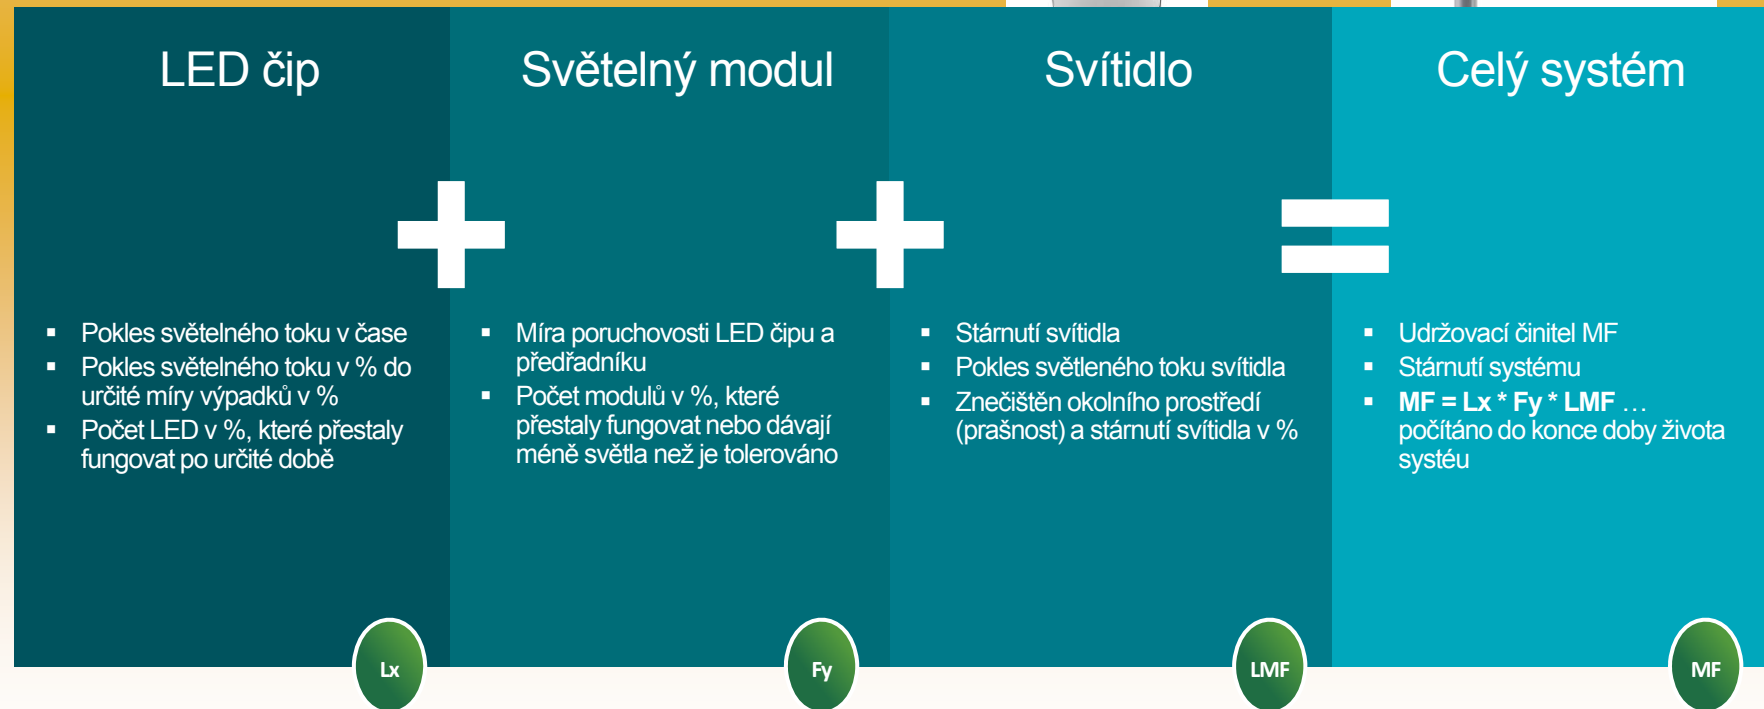 LED čip
Pokles světelného toku v čase
Pokles světelného toku v % do
určité míry výpadků v %
Počet LED v %, které přestaly
fungovat po určité době
Lx
Světelný modul
Míra poruchovosti LED čipu a
předřadníku
Počet modulů v %, které
přestaly fungovat nebo dávají
méně světla než je tolerováno
Fy
Svítidlo
Stárnutí svítidla
Pokles světleného toku svítidla
Znečištěn okolního prostředí
(prašnost) a stárnutí svítidla v %
LMF
Celý systém
Udržovací činitel MF
Stárnutí systému
MF = Lx * Fy * LMF …
počítáno do konce doby života
systéu
MF